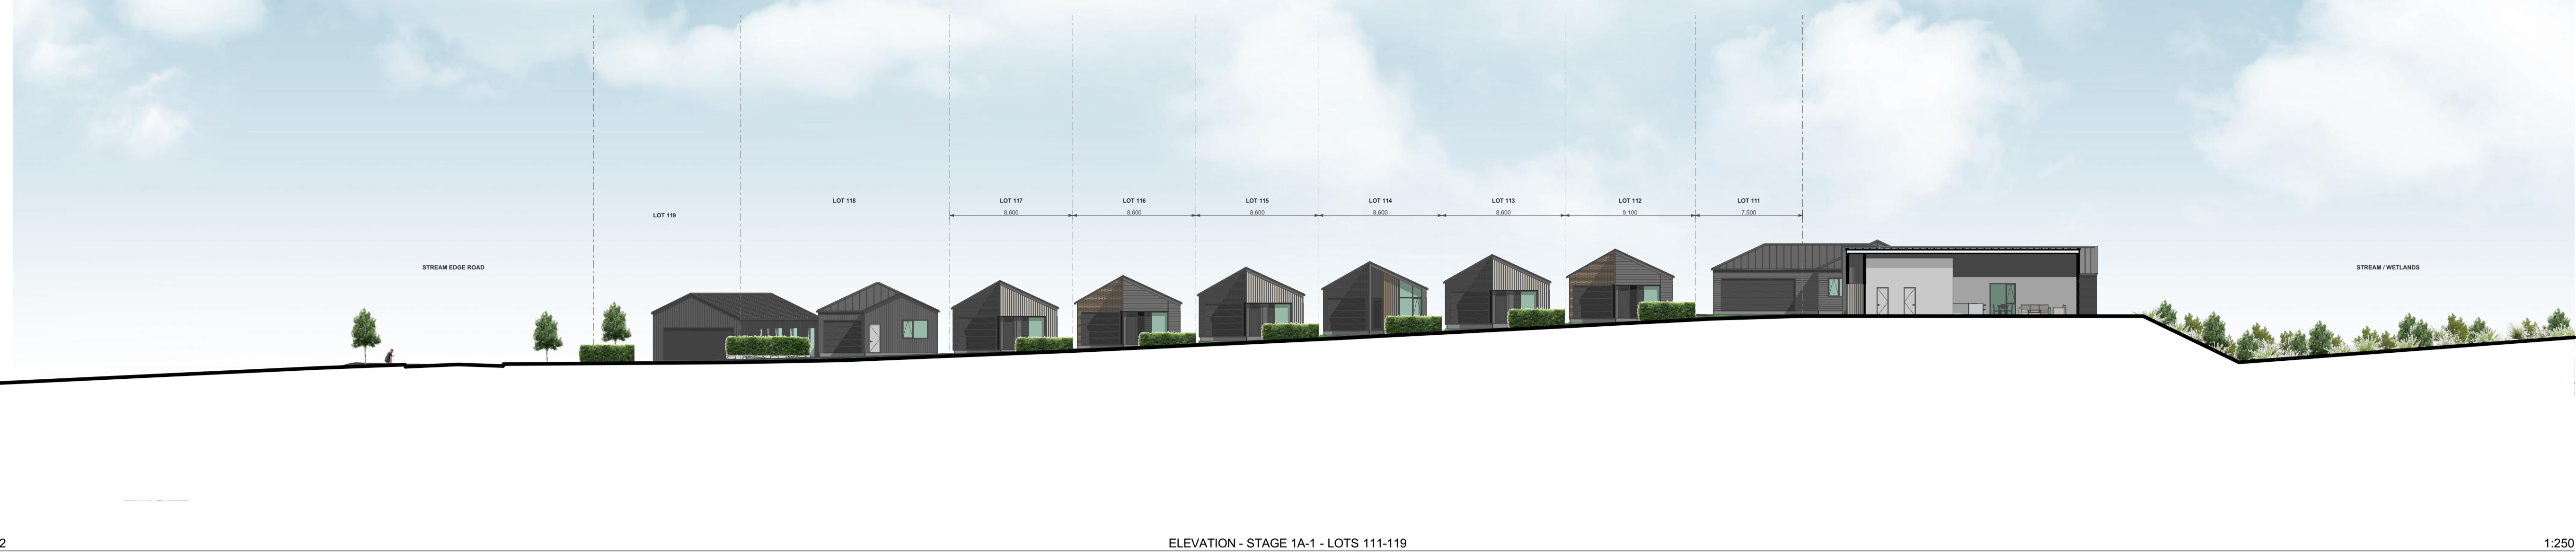 LOT 119
LOT 118
LOT 117
8,600
LOT 116
8,600
LOT 115
8,600
LOT 114
8,600
LOT 113
8,600
LOT 112
9,100
LOT 111
7,500
STREAM EDGE ROAD
STREAM / WETLANDS
2
ELEVATION - STAGE 1A-1 - LOTS 111-119
1:250